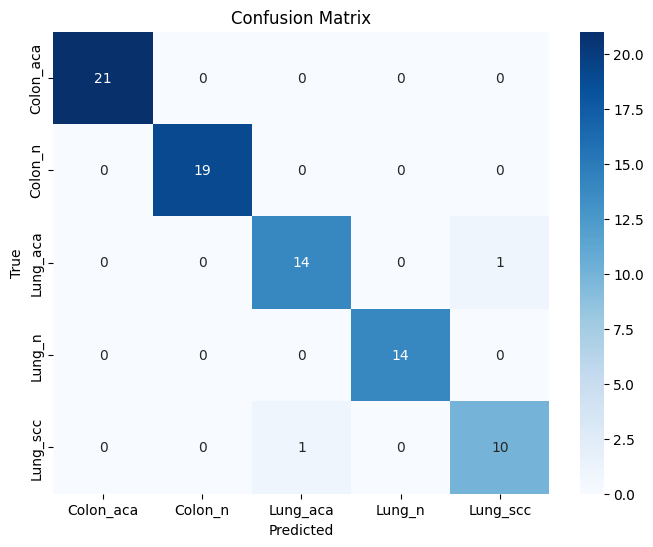 Confusion Matrix
Colon_aca 21 0 0 0 0
Colon_n 0 19 0 0 0
Lung_aca 0 0 14 0 1
Lung_n 0 0 0 14 0
Lung_scc 0 0 1 0 10
True
Colon_aca Colon_n Lung_aca Lung_n Lung_scc
Predicted
20.0
17.5
15.0
12.5
10.0
7.5
5.0
2.5
0.0